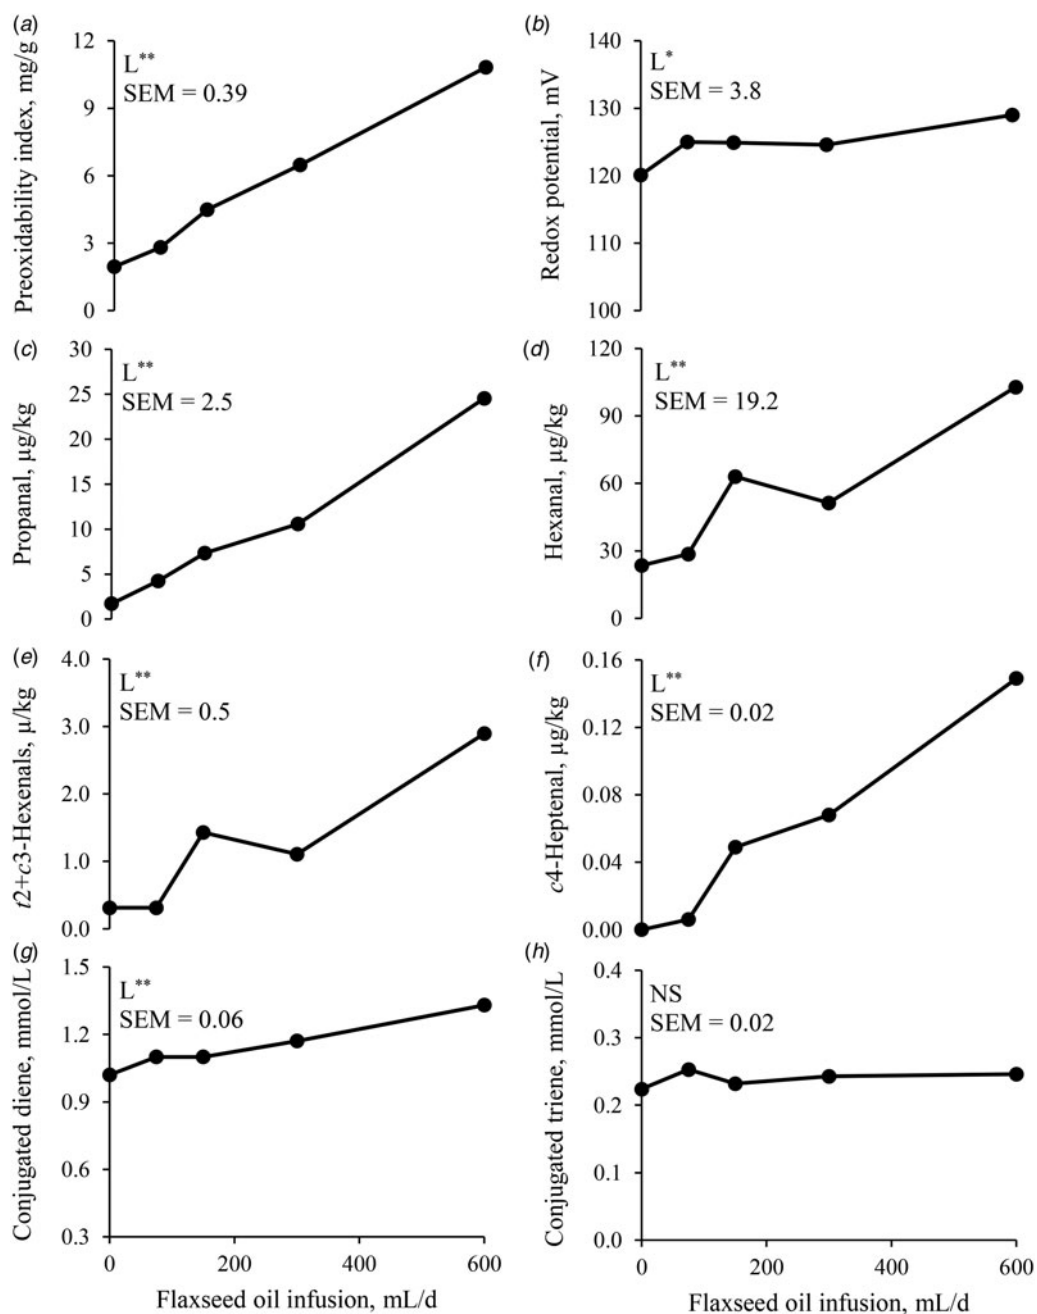 (a)
Preoxidability index, mg/g
12
9
6
3
0
L**
SEM = 0.39
(b)
Redox potential, mV
140
130
120
110
100
L*
SEM = 3.8
(c)
Propanal, µg/kg
30
25
20
15
10
5
0
L**
SEM = 2.5
(d)
Hexanal, µg/kg
120
90
60
30
0
L**
SEM = 19.2
(e)
t2+c3-Hexenals, µ/kg
4.0
3.0
2.0
1.0
0.0
L**
SEM = 0.5
(f)
c4-Heptenal, µg/kg
0.16
0.12
0.08
0.04
0.00
L**
SEM = 0.02
(g)
Conjugated diene, mmol/L
1.5
1.2
0.9
0.6
0.3
L**
SEM = 0.06
0 200 400 600
Flaxseed oil infusion, mL/d
(h)
Conjugated triene, mmol/L
0.4
0.3
0.2
0.1
0.0
NS
SEM = 0.02
0 200 400 600
Flaxseed oil infusion, mL/d